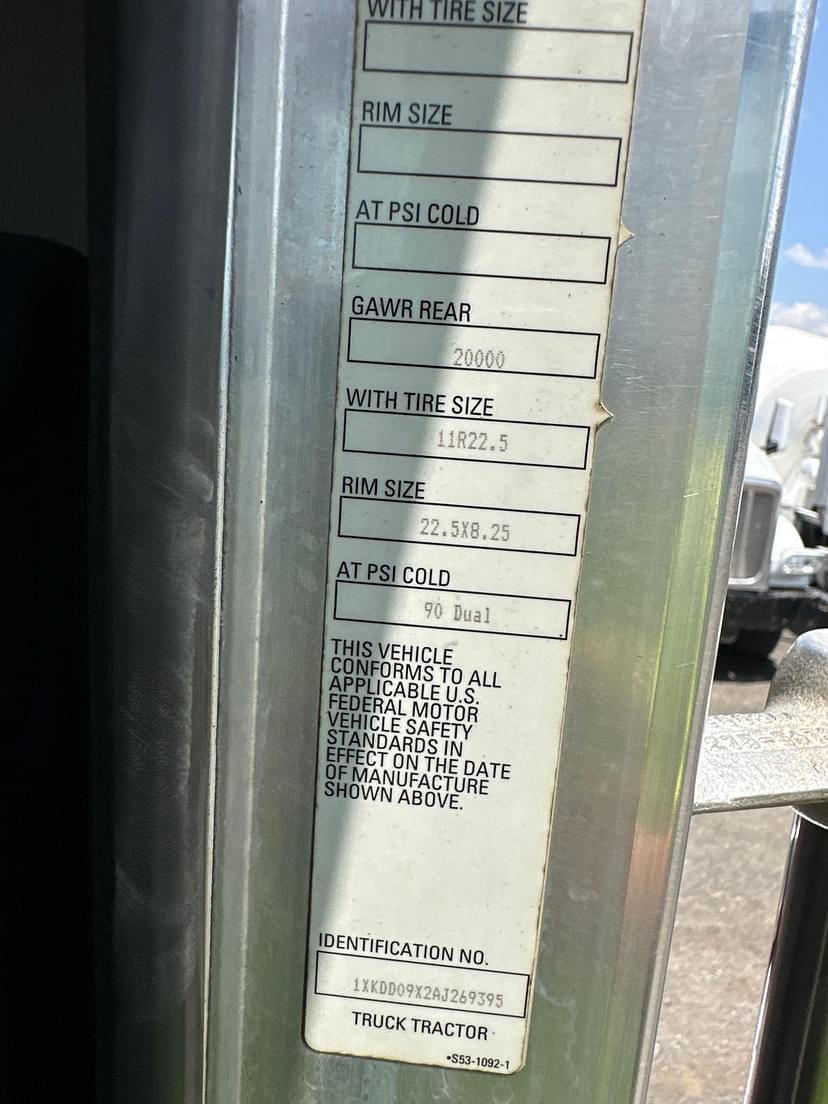 WITH TIRE SIZE
RIM SIZE
AT PSI COLD
GAWR REAR
20000
WITH TIRE SIZE
11R22.5
RIM SIZE
22.5X8.25
AT PSI COLD
90 Dual
THIS VEHICLE
CONFORMS TO ALL
APPLICABLE U.S.
FEDERAL MOTOR
VEHICLE SAFETY
STANDARDS IN
EFFECT ON THE DATE
OF MANUFACTURE
SHOWN ABOVE.
IDENTIFICATION NO.
1XKDD09X2AJ269395
TRUCK TRACTOR
•S53-1092-1